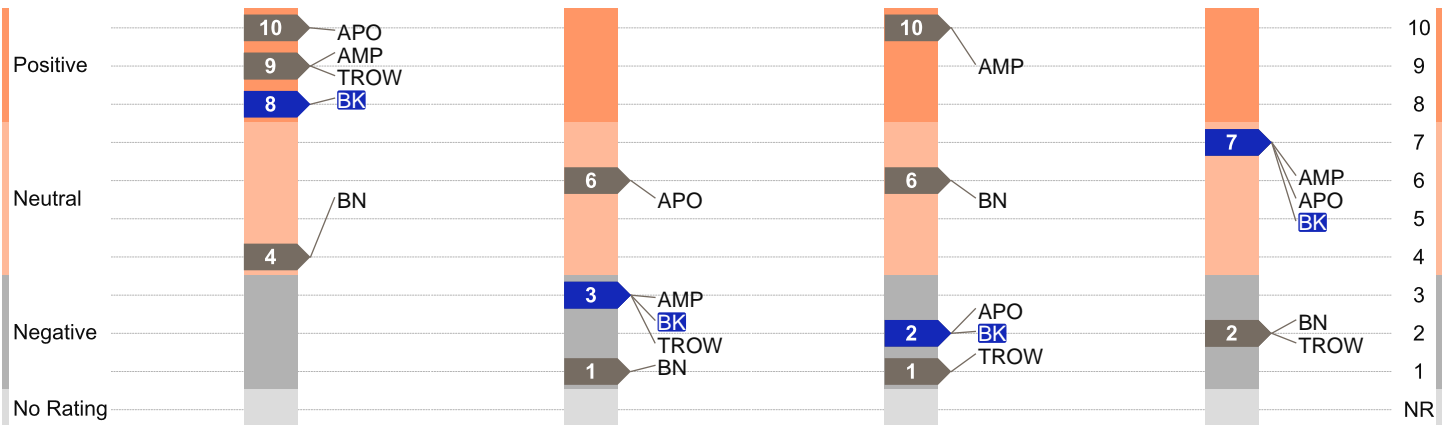 10 APO 10 10
Positive 9 AMP AMP 9
TROW
8 BK 8
7 7
Neutral BN 6 APO 6 BN AMP 6
APO
BK 5
4 4
3 AMP 3
BK APO
Negative TROW 2 BK 2 BN 2
TROW
1 BN 1 TROW 1
No Rating NR